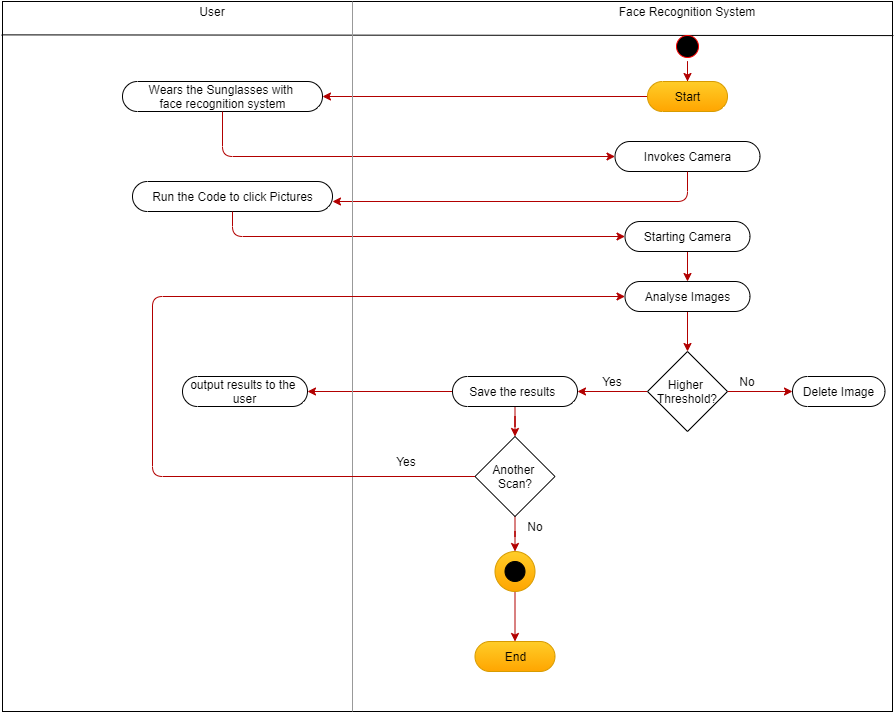 User
Face Recognition System
Start
Wears the Sunglasses with
face recognition system
Invokes Camera
Run the Code to click Pictures
Starting Camera
Analyse Images
Higher
Threshold?
Yes
No
Delete Image
Save the results
output results to the
user
Another
Scan?
Yes
No
End